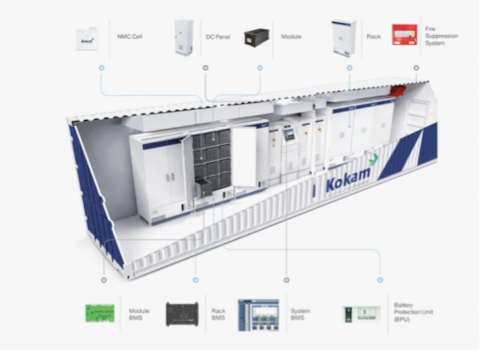 Kokam
NMC Cell
DC Panel
Module
Rack
Fire
Suppression
System
Kokam
Module
BMS
Rack
BMS
System
BMS
Battery
Protection Unit
(BPU)